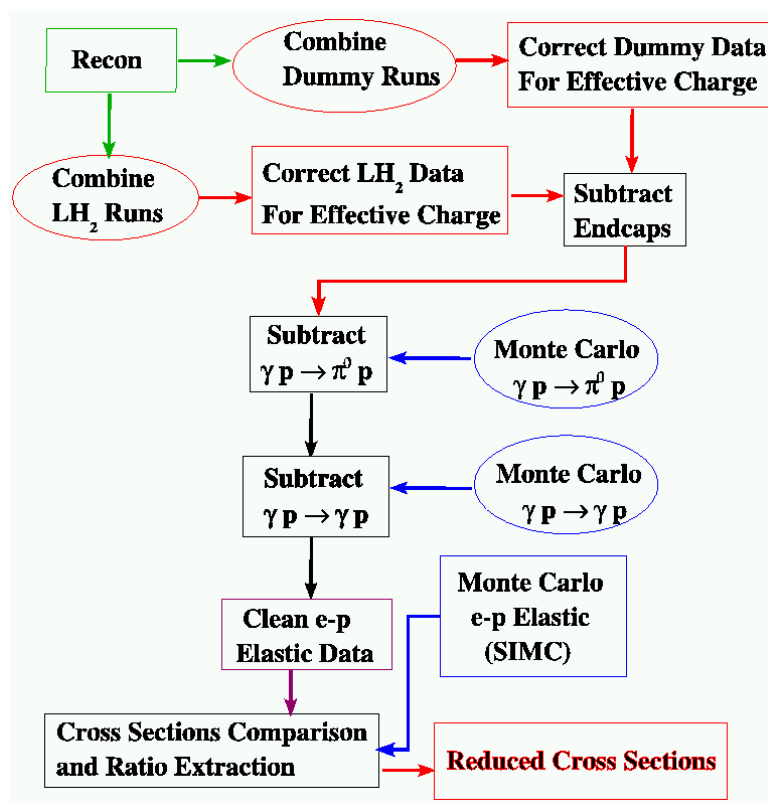 Recon
Combine
Dummy Runs
Correct Dummy Data
For Effective Charge
Combine
LH₂ Runs
Correct LH₂ Data
For Effective Charge
Subtract
Endcaps
Subtract
γ p → π⁰ p
Monte Carlo
γ p → π⁰ p
Subtract
γ p → γ p
Monte Carlo
γ p → γ p
Clean e-p
Elastic Data
Monte Carlo
e-p Elastic
(SIMC)
Cross Sections Comparison
and Ratio Extraction
Reduced Cross Sections